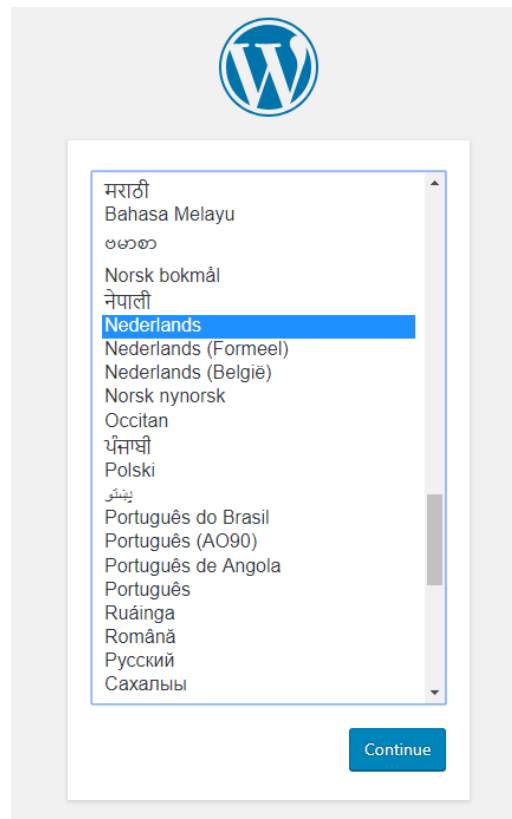 मराठी
Bahasa Melayu
ဗမာစာ
Norsk bokmål
नेपाली
Nederlands
Nederlands (Formeel)
Nederlands (België)
Norsk nynorsk
Occitan
ਪੰਜਾਬੀ
Polski
پښتو
Português do Brasil
Português (AO90)
Português de Angola
Português
Ruáinga
Română
Русский
Сахалыы
Continue